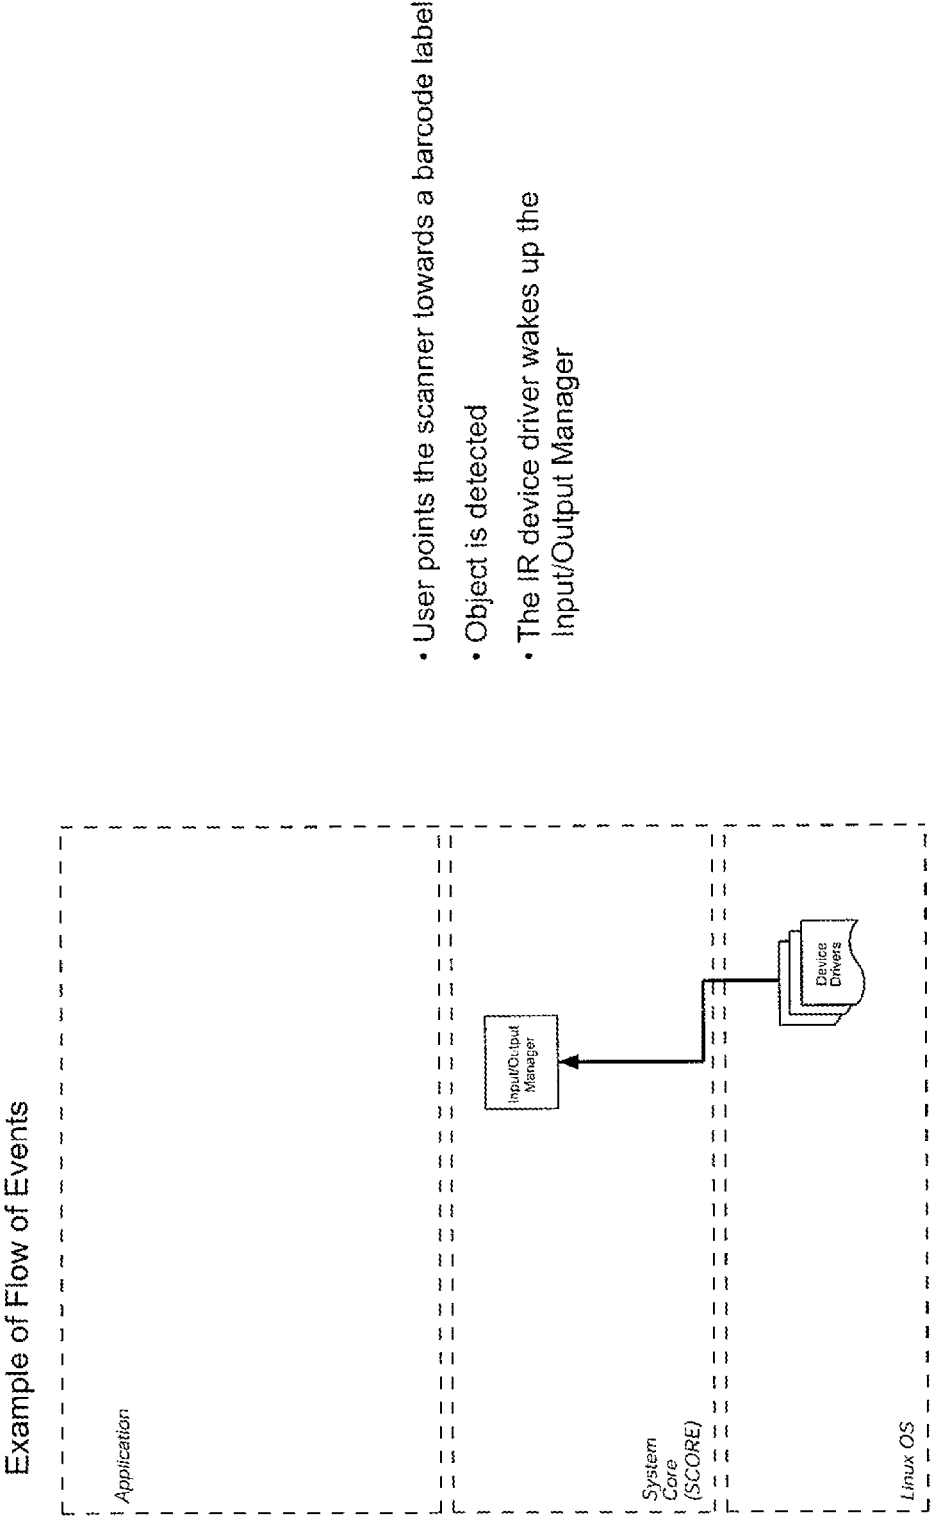 Example of Flow of Events
Application
Input/Output
Manager
System
Core
(SCORE)
Device
Drivers
Linux OS
• User points the scanner towards a barcode label
• Object is detected
• The IR device driver wakes up the
Input/Output Manager